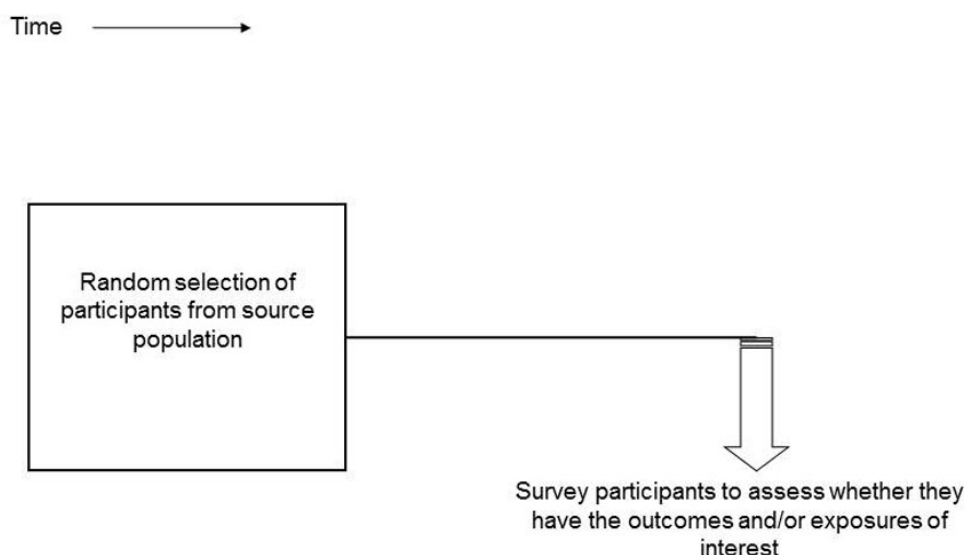 Time
Random selection of
participants from source
population
Survey participants to assess whether they
have the outcomes and/or exposures of
interest